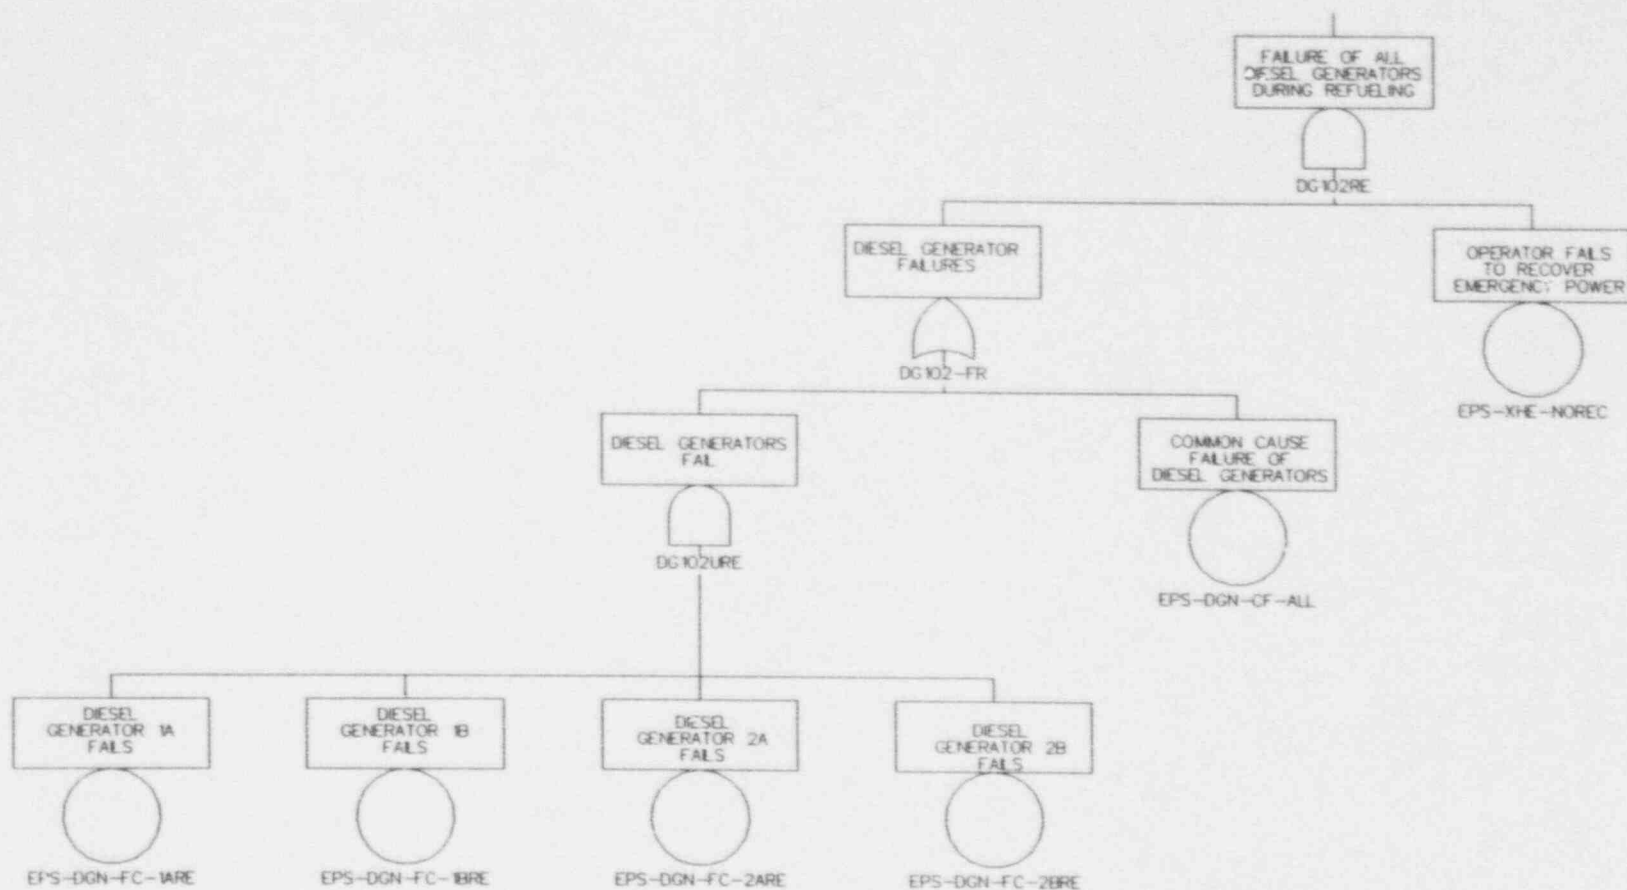 FAILURE OF ALL
DIESEL GENERATORS
DURING REFUELING
DG102RE
DIESEL GENERATOR
FAILURES
DG102-FR
OPERATOR FAILS
TO RECOVER
EMERGENCY POWER
EPS-XHE-NOREC
DIESEL GENERATORS
FAIL
DG102URE
COMMON CAUSE
FAILURE OF
DIESEL GENERATORS
EPS-DGN-CF-ALL
DIESEL
GENERATOR 1A
FAILS
EPS-DGN-FC-1ARE
DIESEL
GENERATOR 1B
FAILS
EPS-DGN-FC-1BRE
DIESEL
GENERATOR 2A
FAILS
EPS-DGN-FC-2ARE
DIESEL
GENERATOR 2B
FAILS
EPS-DGN-FC-2BRE